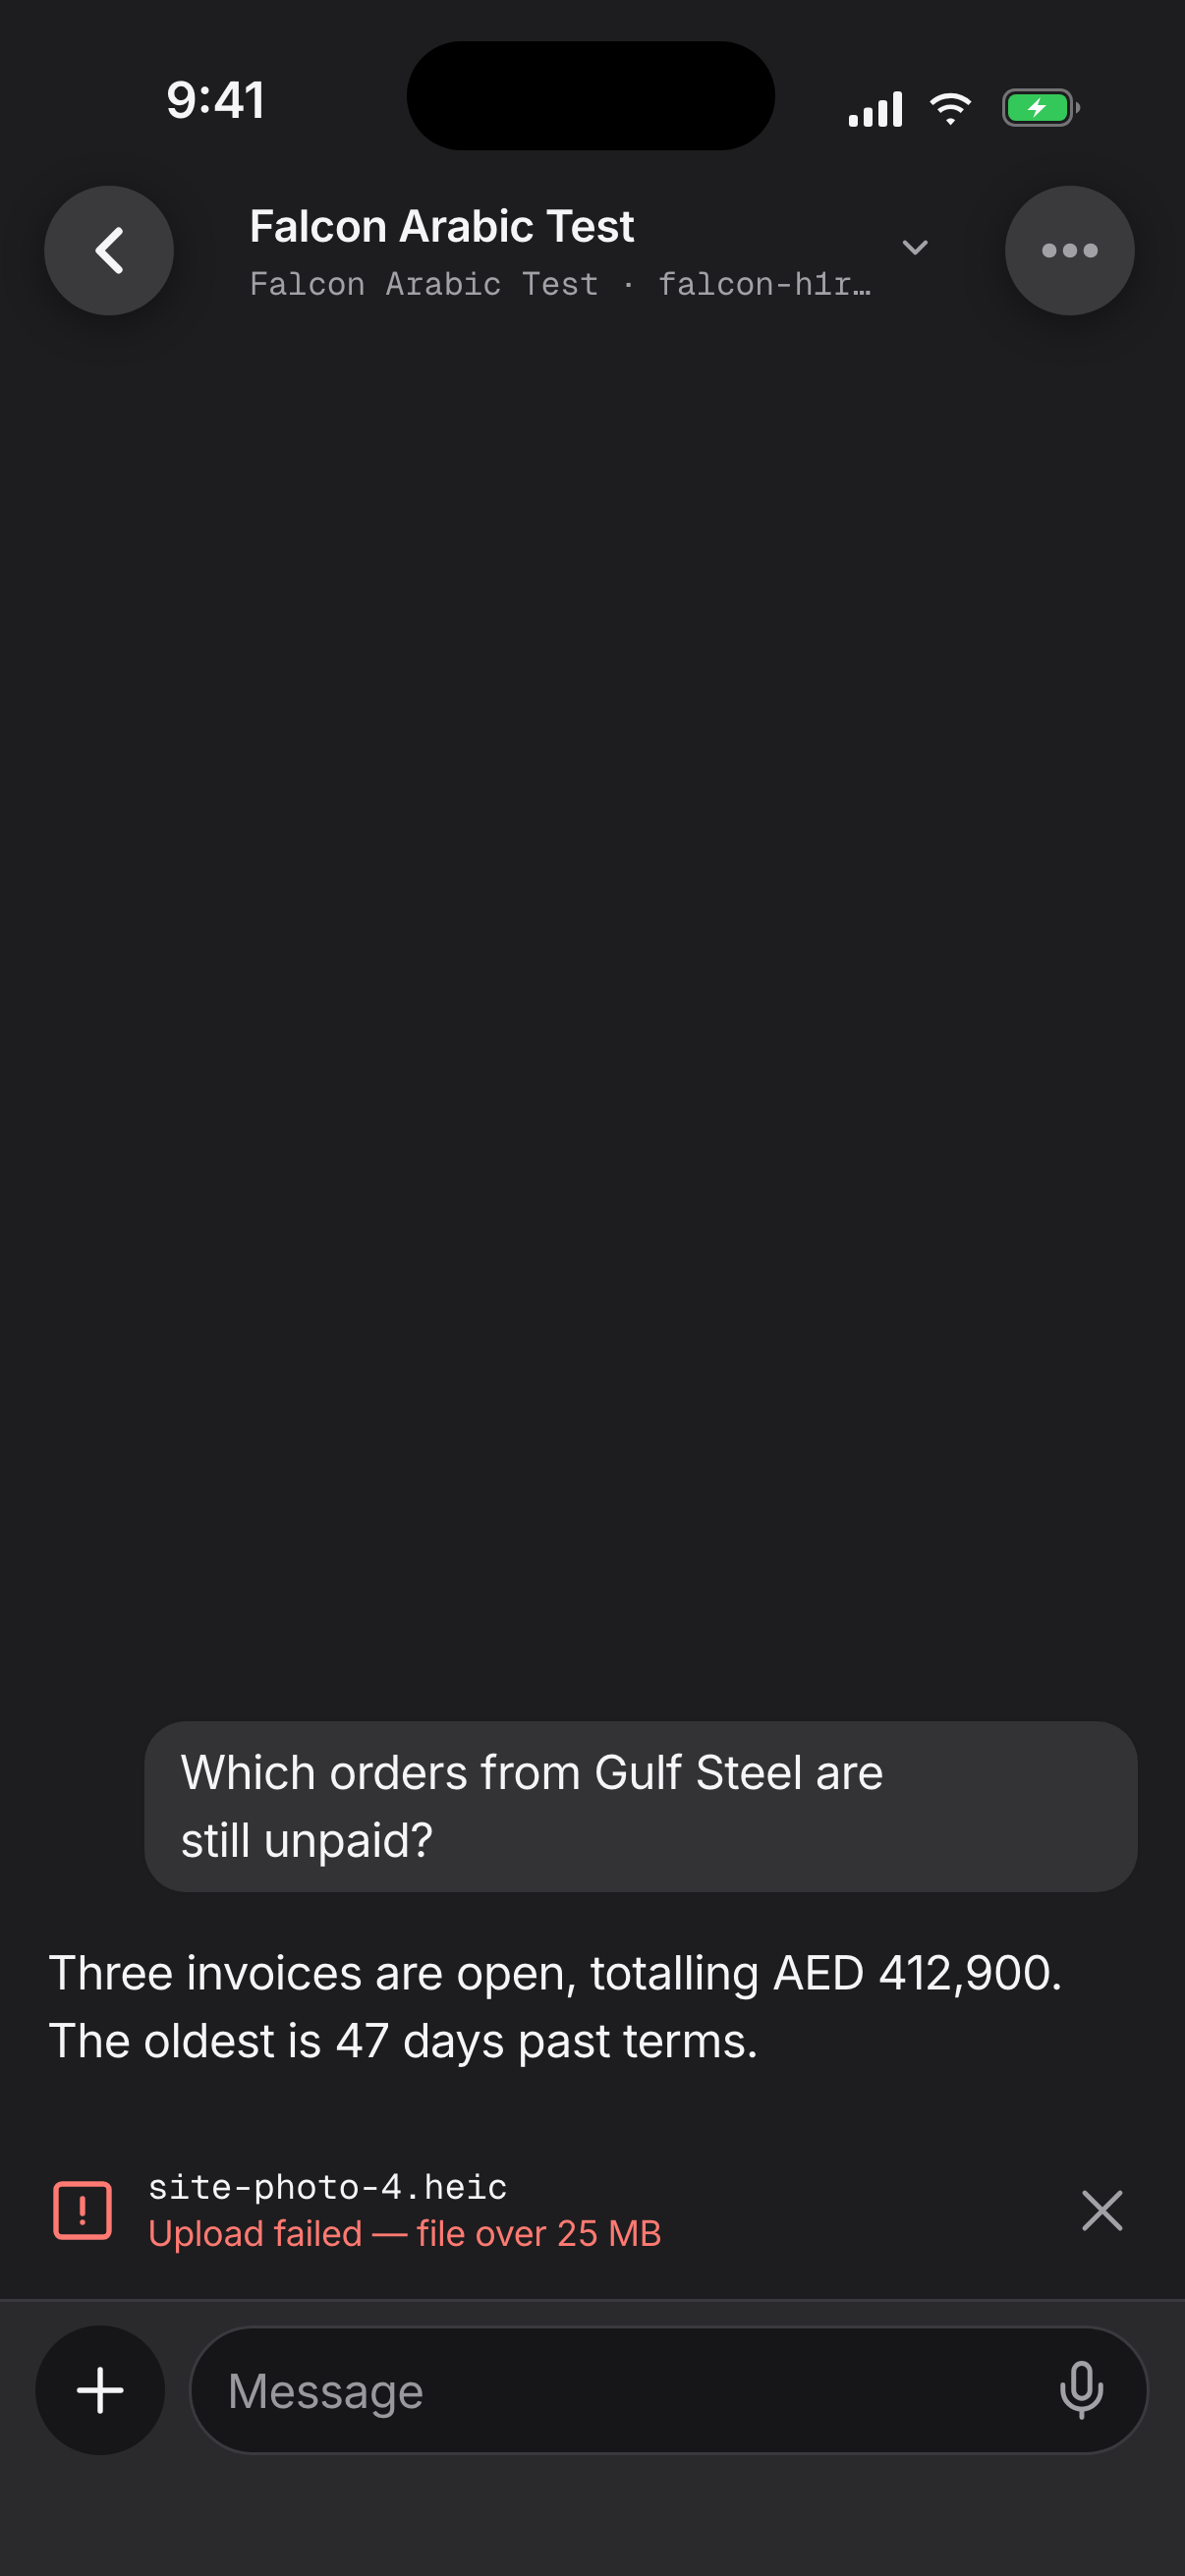 9:41
Falcon Arabic Test
Falcon Arabic Test · falcon-h1r…
Which orders from Gulf Steel are
still unpaid?
Three invoices are open, totalling AED 412,900.
The oldest is 47 days past terms.
site-photo-4.heic
Upload failed — file over 25 MB
Message